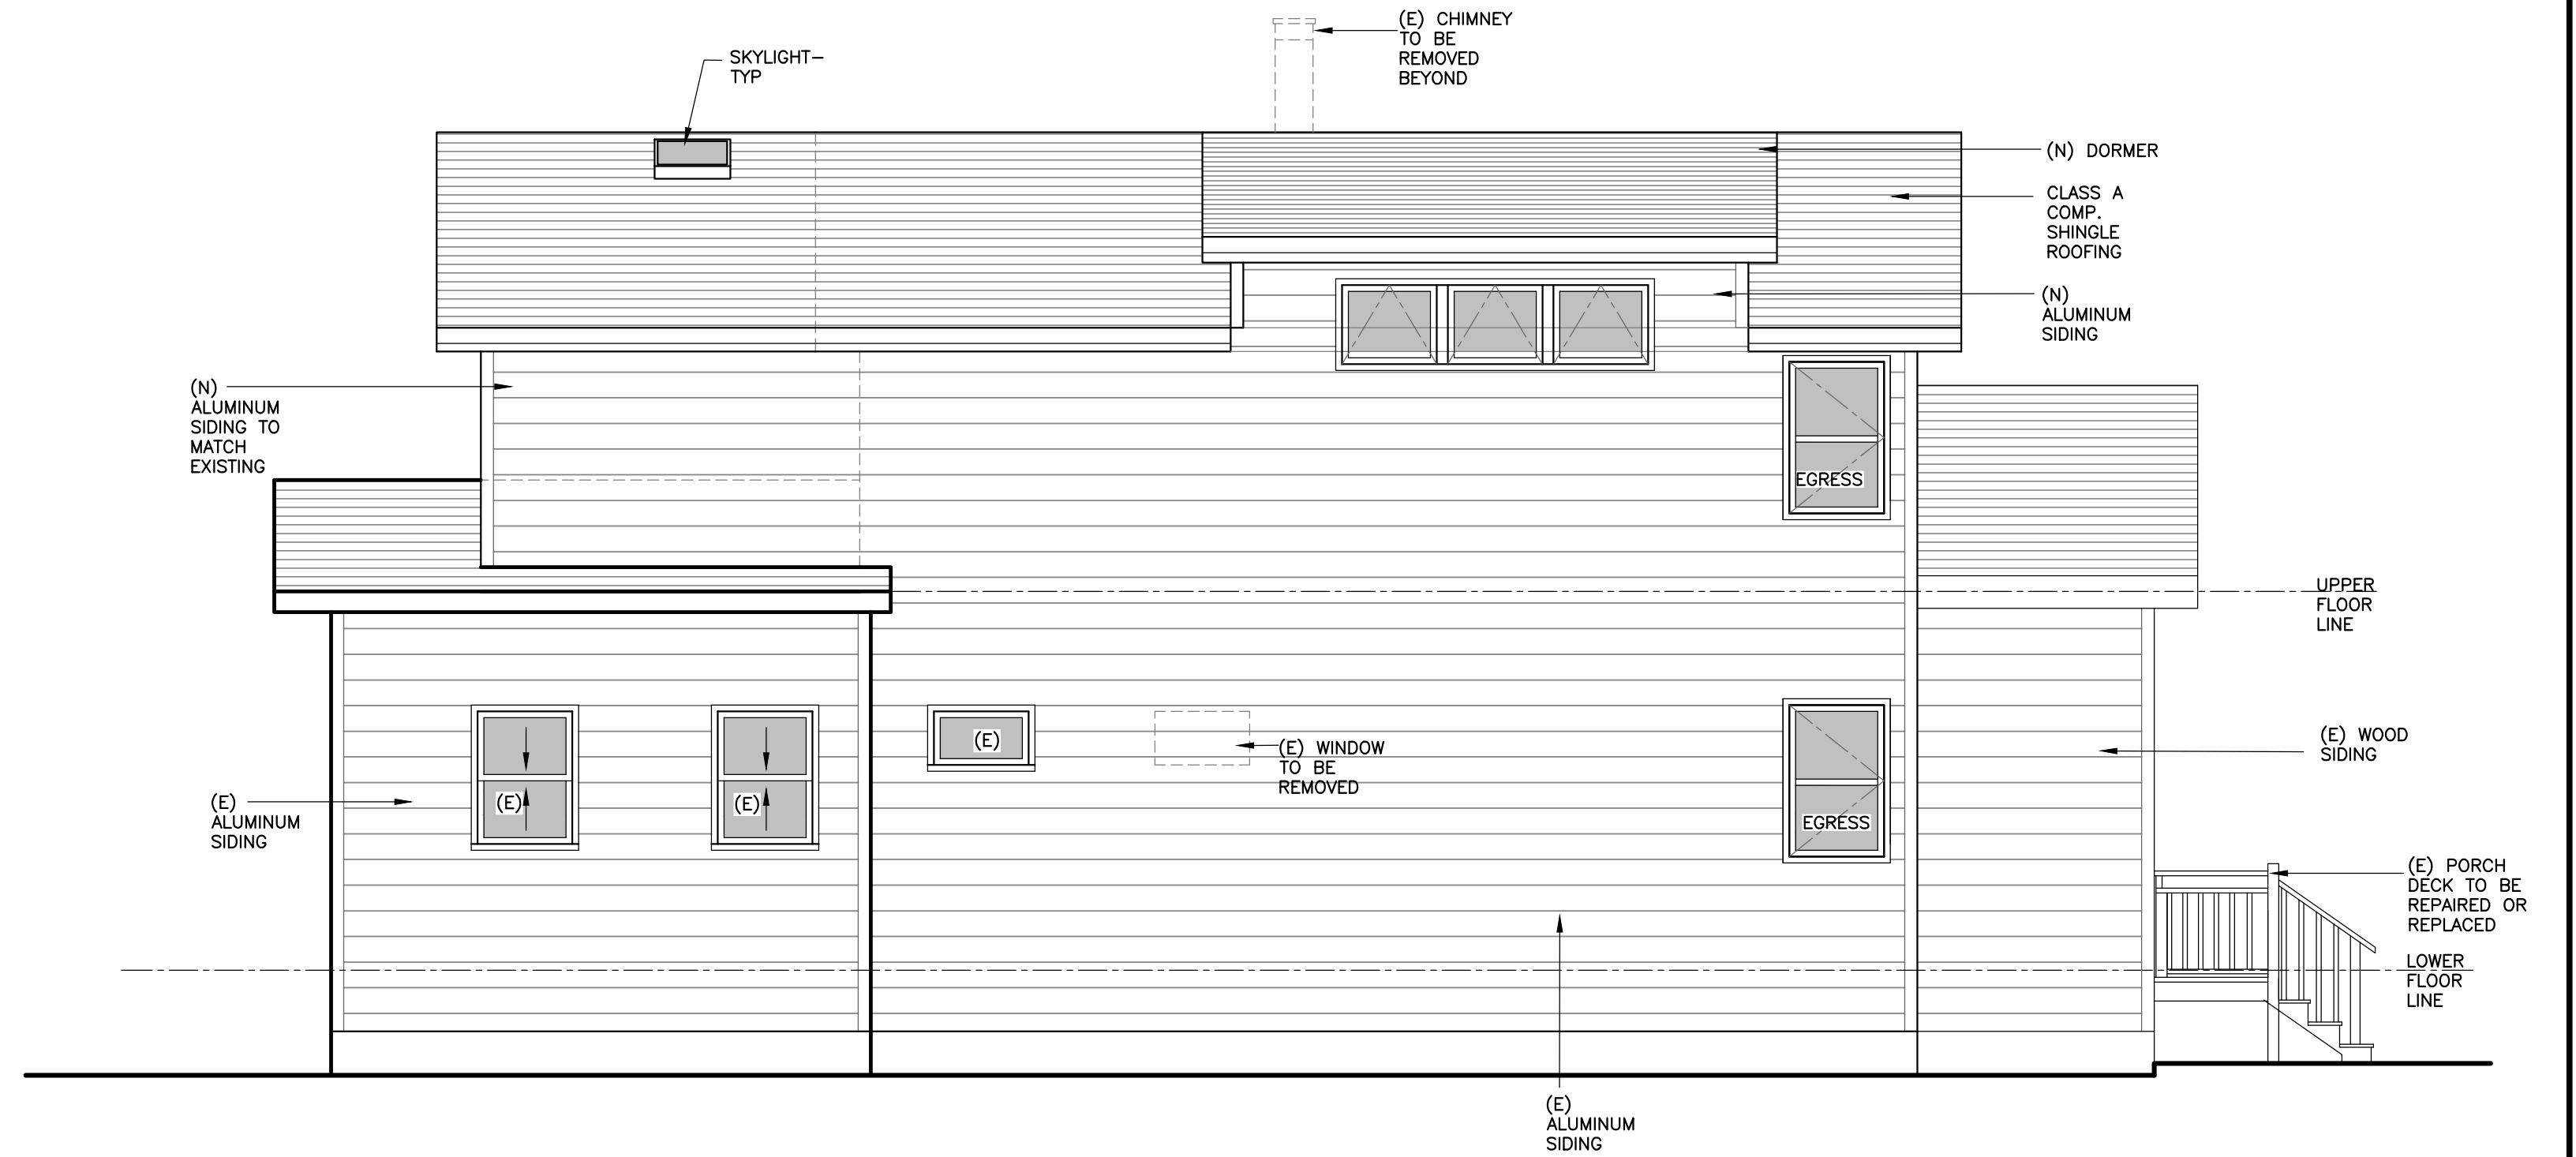 (E) CHIMNEY
TO BE
REMOVED
BEYOND
SKYLIGHT-
TYP
(N) DORMER
CLASS A
COMP.
SHINGLE
ROOFING
(N)
ALUMINUM
SIDING
(N)
ALUMINUM
SIDING TO
MATCH
EXISTING
EGRESS
UPPER
FLOOR
LINE
(E) WOOD
SIDING
(E)
(E) WINDOW
TO BE
REMOVED
(E)
ALUMINUM
SIDING
(E)
(E)
EGRESS
(E) PORCH
DECK TO BE
REPAIRED OR
REPLACED
LOWER
FLOOR
LINE
(E)
ALUMINUM
SIDING